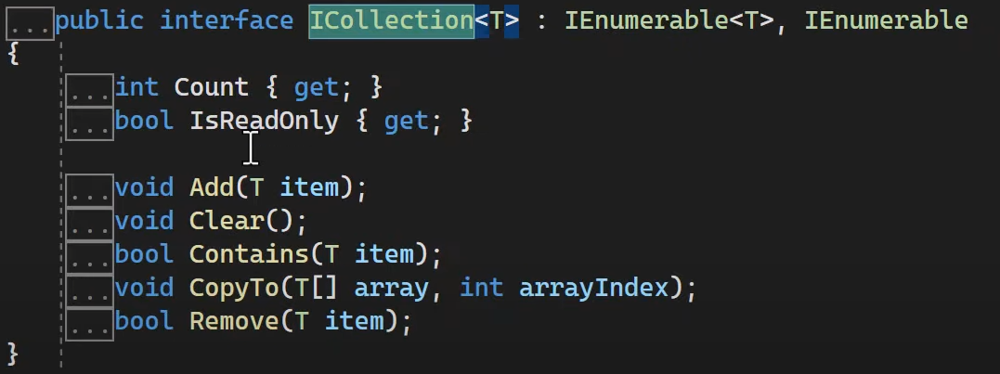 ...public interface ICollection<T> : IEnumerable<T>, IEnumerable
{
...int Count { get; }
...bool IsReadOnly { get; }
...void Add(T item);
...void Clear();
...bool Contains(T item);
...void CopyTo(T[] array, int arrayIndex);
...bool Remove(T item);
}